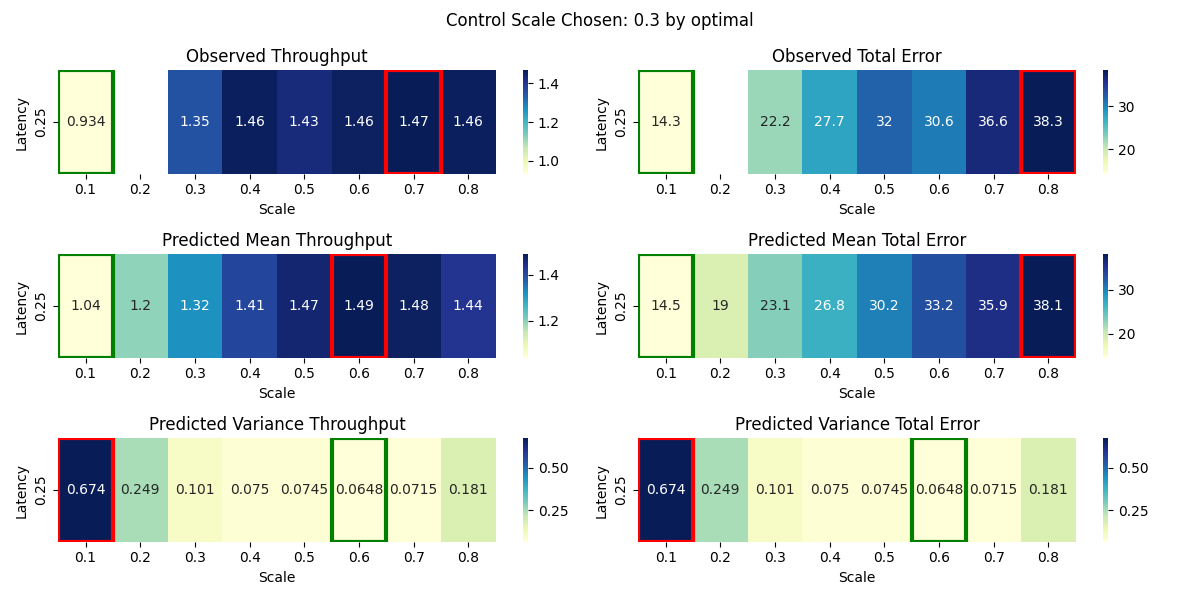 Control Scale Chosen: 0.3 by optimal
Observed Throughput
Latency
0.25
0.934 1.35 1.46 1.43 1.46 1.47 1.46
0.1 0.2 0.3 0.4 0.5 0.6 0.7 0.8
Scale
1.4
1.2
1.0
Observed Total Error
Latency
0.25
14.3 22.2 27.7 32 30.6 36.6 38.3
0.1 0.2 0.3 0.4 0.5 0.6 0.7 0.8
Scale
30
20
Predicted Mean Throughput
Latency
0.25
1.04 1.2 1.32 1.41 1.47 1.49 1.48 1.44
0.1 0.2 0.3 0.4 0.5 0.6 0.7 0.8
Scale
1.4
1.2
Predicted Mean Total Error
Latency
0.25
14.5 19 23.1 26.8 30.2 33.2 35.9 38.1
0.1 0.2 0.3 0.4 0.5 0.6 0.7 0.8
Scale
30
20
Predicted Variance Throughput
Latency
0.25
0.674 0.249 0.101 0.075 0.0745 0.0648 0.0715 0.181
0.1 0.2 0.3 0.4 0.5 0.6 0.7 0.8
Scale
0.50
0.25
Predicted Variance Total Error
Latency
0.25
0.674 0.249 0.101 0.075 0.0745 0.0648 0.0715 0.181
0.1 0.2 0.3 0.4 0.5 0.6 0.7 0.8
Scale
0.50
0.25